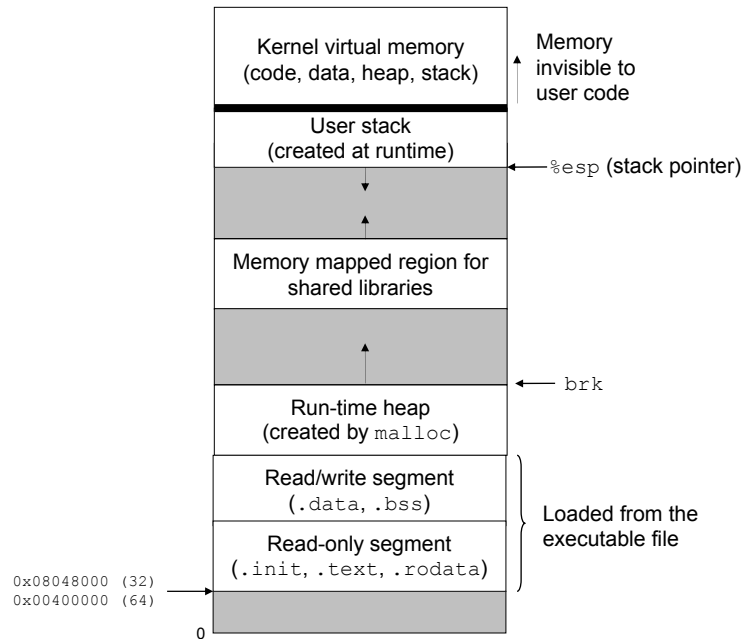 Kernel virtual memory
(code, data, heap, stack)
Memory
invisible to
user code
User stack
(created at runtime)
%esp (stack pointer)
Memory mapped region for
shared libraries
brk
Run-time heap
(created by malloc)
Read/write segment
(.data, .bss)
Loaded from the
executable file
Read-only segment
(.init, .text, .rodata)
0x08048000 (32)
0x00400000 (64)
0